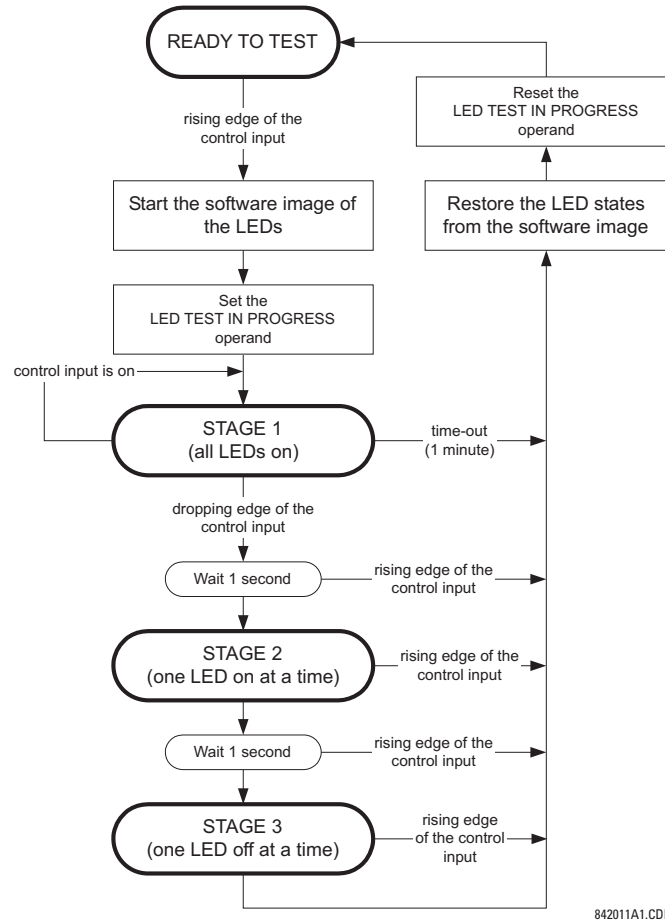 READY TO TEST
Reset the
LED TEST IN PROGRESS
operand
rising edge of the
control input
Start the software image of
the LEDs
Restore the LED states
from the software image
Set the
LED TEST IN PROGRESS
operand
control input is on
STAGE 1
(all LEDs on)
time-out
(1 minute)
dropping edge of the
control input
Wait 1 second
rising edge of the
control input
STAGE 2
(one LED on at a time)
rising edge of the
control input
Wait 1 second
rising edge of the
control input
STAGE 3
(one LED off at a time)
rising edge
of the control
input
842011A1.CD